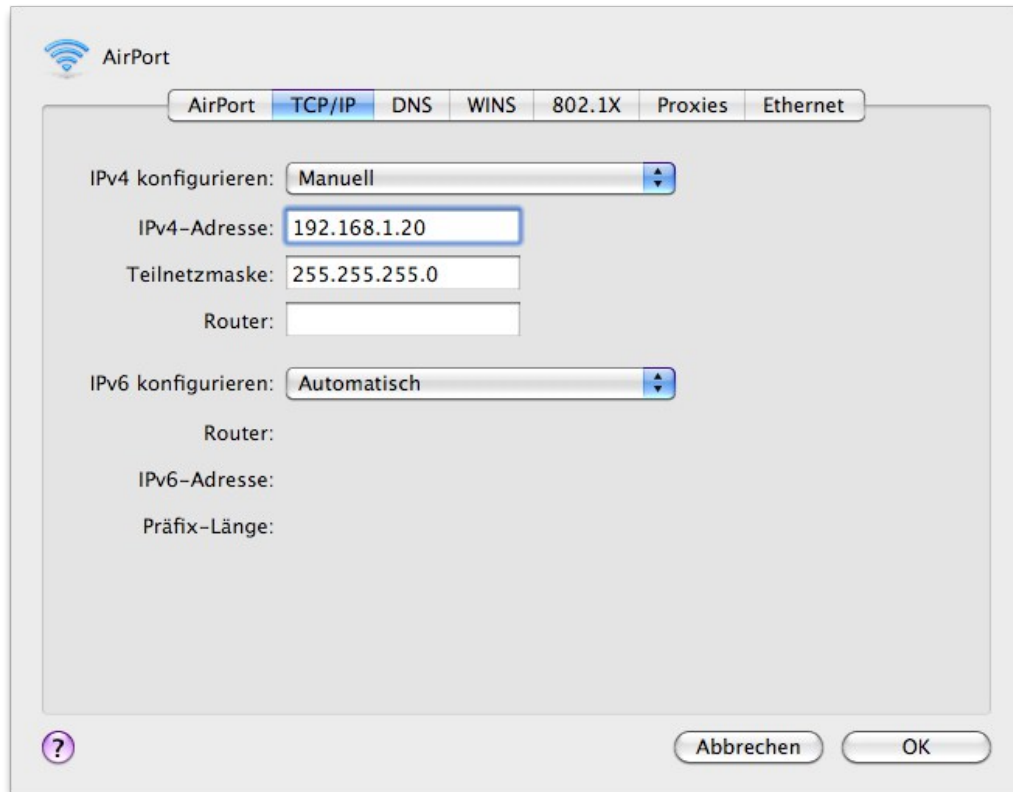 AirPort
AirPort TCP/IP DNS WINS 802.1X Proxies Ethernet
IPv4 konfigurieren: Manuell
IPv4-Adresse: 192.168.1.20
Teilnetzmaske: 255.255.255.0
Router:
IPv6 konfigurieren: Automatisch
Router:
IPv6-Adresse:
Präfix-Länge:
? Abbrechen OK